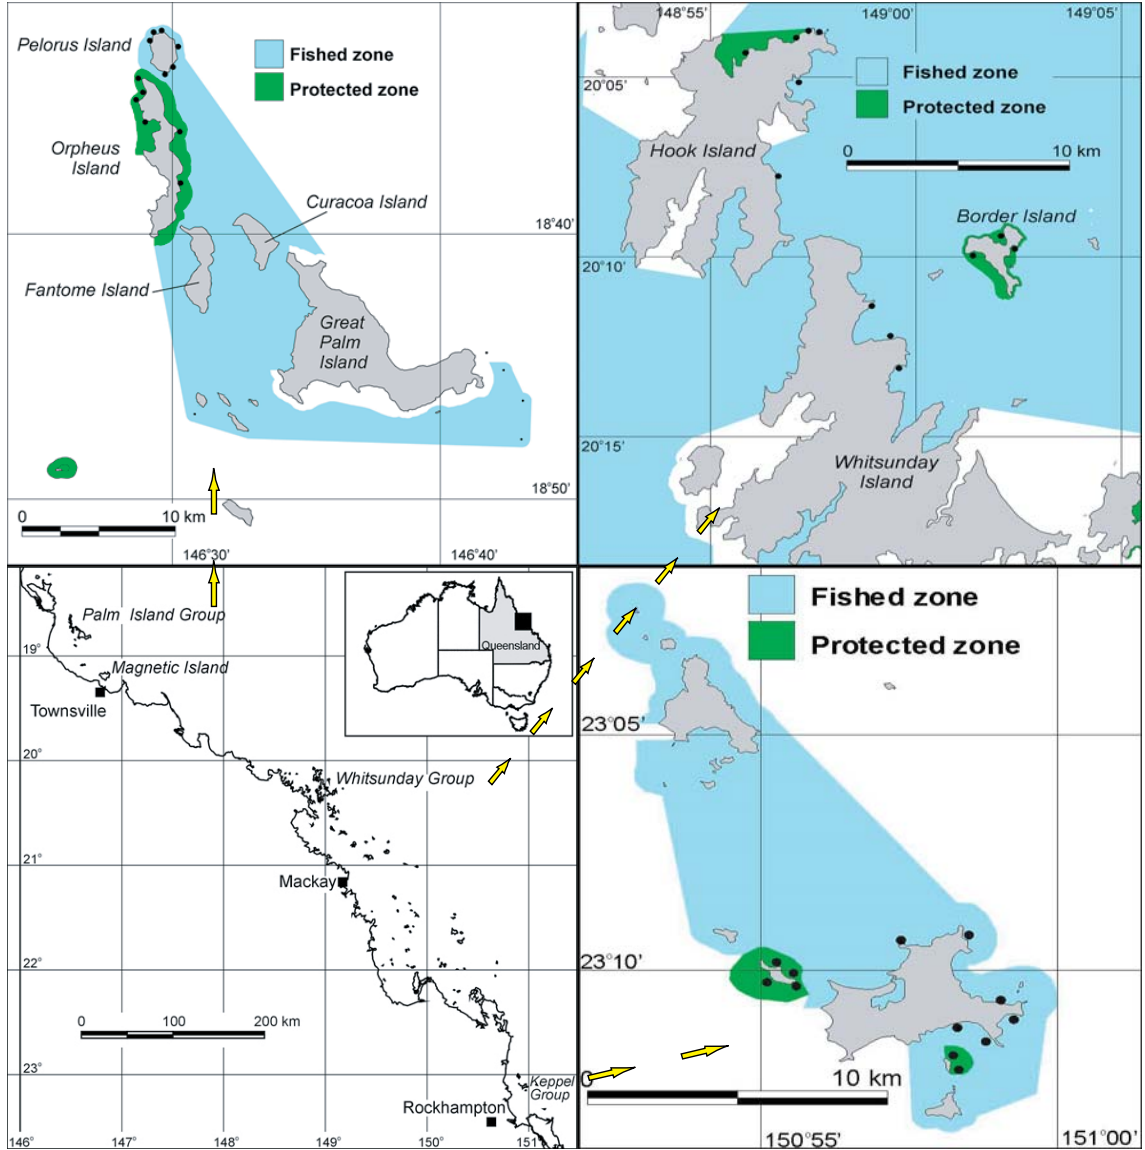 Pelorus Island
Fished zone
Protected zone
Orpheus
Island
Curacoa Island
18°40'
Fantome Island
Great
Palm
Island
18°50'
0
10 km
146°30'
146°40'
148°55'
149°00'
149°05'
20°05'
Fished zone
Protected zone
Hook Island
0
10 km
Border Island
20°10'
20°15'
Whitsunday
Island
Palm Island Group
19°
Magnetic Island
Townsville
Queensland
20°
Whitsunday Group
21°
Mackay
22°
0
100
200 km
23°
Keppel
Group
Rockhampton
146°
147°
148°
149°
150°
151°
Fished zone
Protected zone
23°05'
23°10'
0
10 km
150°55'
151°00'